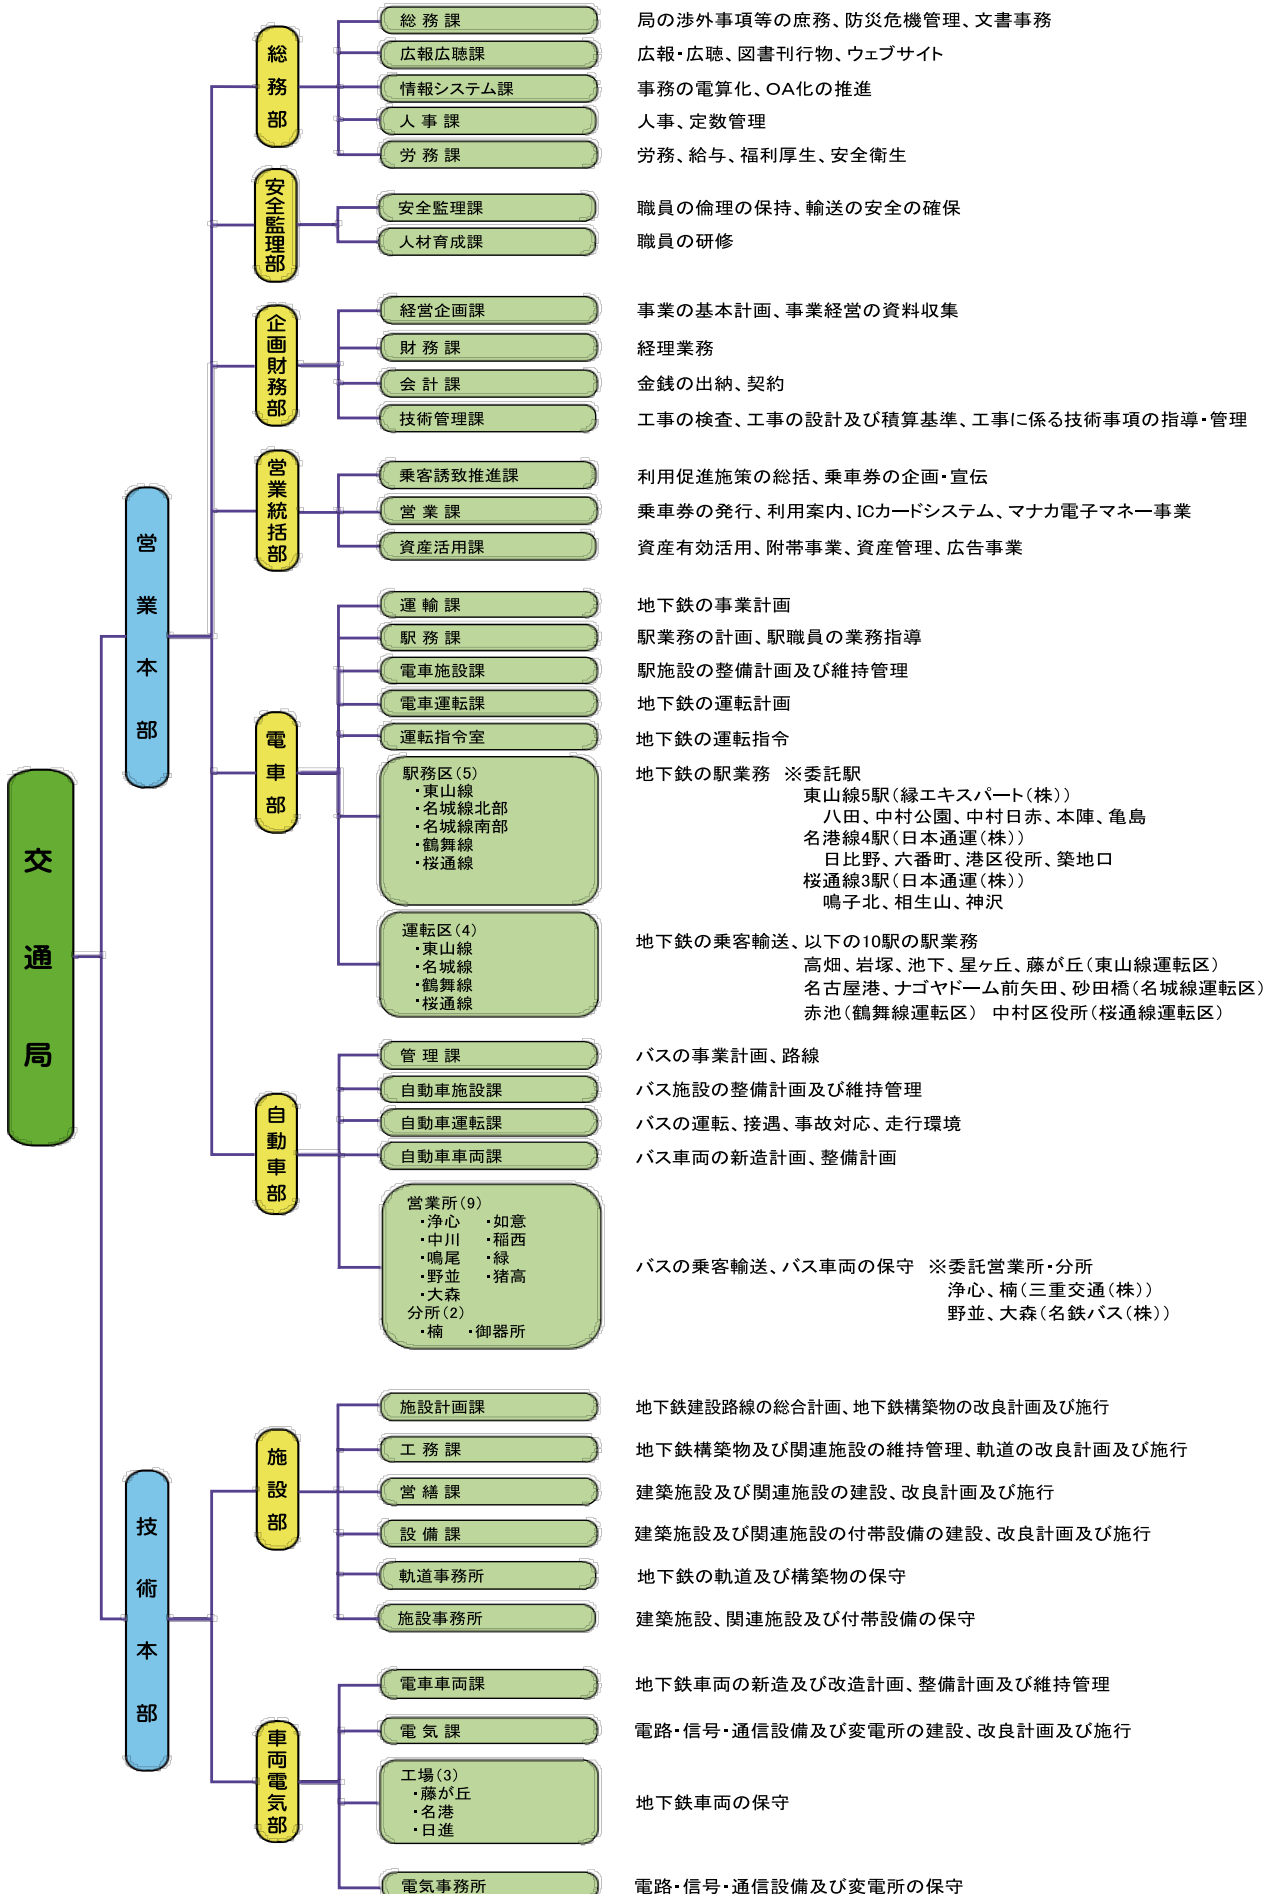 交通局
営業本部
総務部
総務課 局の渉外事項等の庶務、防災危機管理、文書事務
広報広聴課 広報・広聴、図書刊行物、ウェブサイト
情報システム課 事務の電算化、OA化の推進
人事課 人事、定数管理
労務課 労務、給与、福利厚生、安全衛生
安全監理部
安全監理課 職員の倫理の保持、輸送の安全の確保
人材育成課 職員の研修
企画財務部
経営企画課 事業の基本計画、事業経営の資料収集
財務課 経理業務
会計課 金銭の出納、契約
技術管理課 工事の検査、工事の設計及び積算基準、工事に係る技術事項の指導・管理
営業統括部
乗客誘致推進課 利用促進施策の総括、乗車券の企画・宣伝
営業課 乗車券の発行、利用案内、ICカードシステム、マナカ電子マネー事業
資産活用課 資産有効活用、附帯事業、資産管理、広告事業
電車部
運輸課 地下鉄の事業計画
駅務課 駅業務の計画、駅職員の業務指導
電車施設課 駅施設の整備計画及び維持管理
電車運転課 地下鉄の運転計画
運転指令室 地下鉄の運転指令
駅務区(5)
・東山線
・名城線北部
・名城線南部
・鶴舞線
・桜通線
地下鉄の駅業務 ※委託駅
東山線5駅(縁エキスパート(株))
八田、中村公園、中村日赤、本陣、亀島
名港線4駅(日本通運(株))
日比野、六番町、港区役所、築地口
桜通線3駅(日本通運(株))
鳴子北、相生山、神沢
運転区(4)
・東山線
・名城線
・鶴舞線
・桜通線
地下鉄の乗客輸送、以下の10駅の駅業務
高畑、岩塚、池下、星ヶ丘、藤が丘(東山線運転区)
名古屋港、ナゴヤドーム前矢田、砂田橋(名城線運転区)
赤池(鶴舞線運転区) 中村区役所(桜通線運転区)
自動車部
管理課 バスの事業計画、路線
自動車施設課 バス施設の整備計画及び維持管理
自動車運転課 バスの運転、接遇、事故対応、走行環境
自動車車両課 バス車両の新造計画、整備計画
営業所(9)
・浄心 ・如意
・中川 ・稲西
・鳴尾 ・緑
・野並 ・猪高
・大森
分所(2)
・楠 ・御器所
バスの乗客輸送、バス車両の保守 ※委託営業所・分所
浄心、楠(三重交通(株))
野並、大森(名鉄バス(株))
技術本部
施設部
施設計画課 地下鉄建設路線の総合計画、地下鉄構築物の改良計画及び施行
工務課 地下鉄構築物及び関連施設の維持管理、軌道の改良計画及び施行
営繕課 建築施設及び関連施設の建設、改良計画及び施行
設備課 建築施設及び関連施設の付帯設備の建設、改良計画及び施行
軌道事務所 地下鉄の軌道及び構築物の保守
施設事務所 建築施設、関連施設及び付帯設備の保守
車両電気部
電車車両課 地下鉄車両の新造及び改造計画、整備計画及び維持管理
電気課 電路・信号・通信設備及び変電所の建設、改良計画及び施行
工場(3)
・藤が丘
・名港
・日進
地下鉄車両の保守
電気事務所 電路・信号・通信設備及び変電所の保守